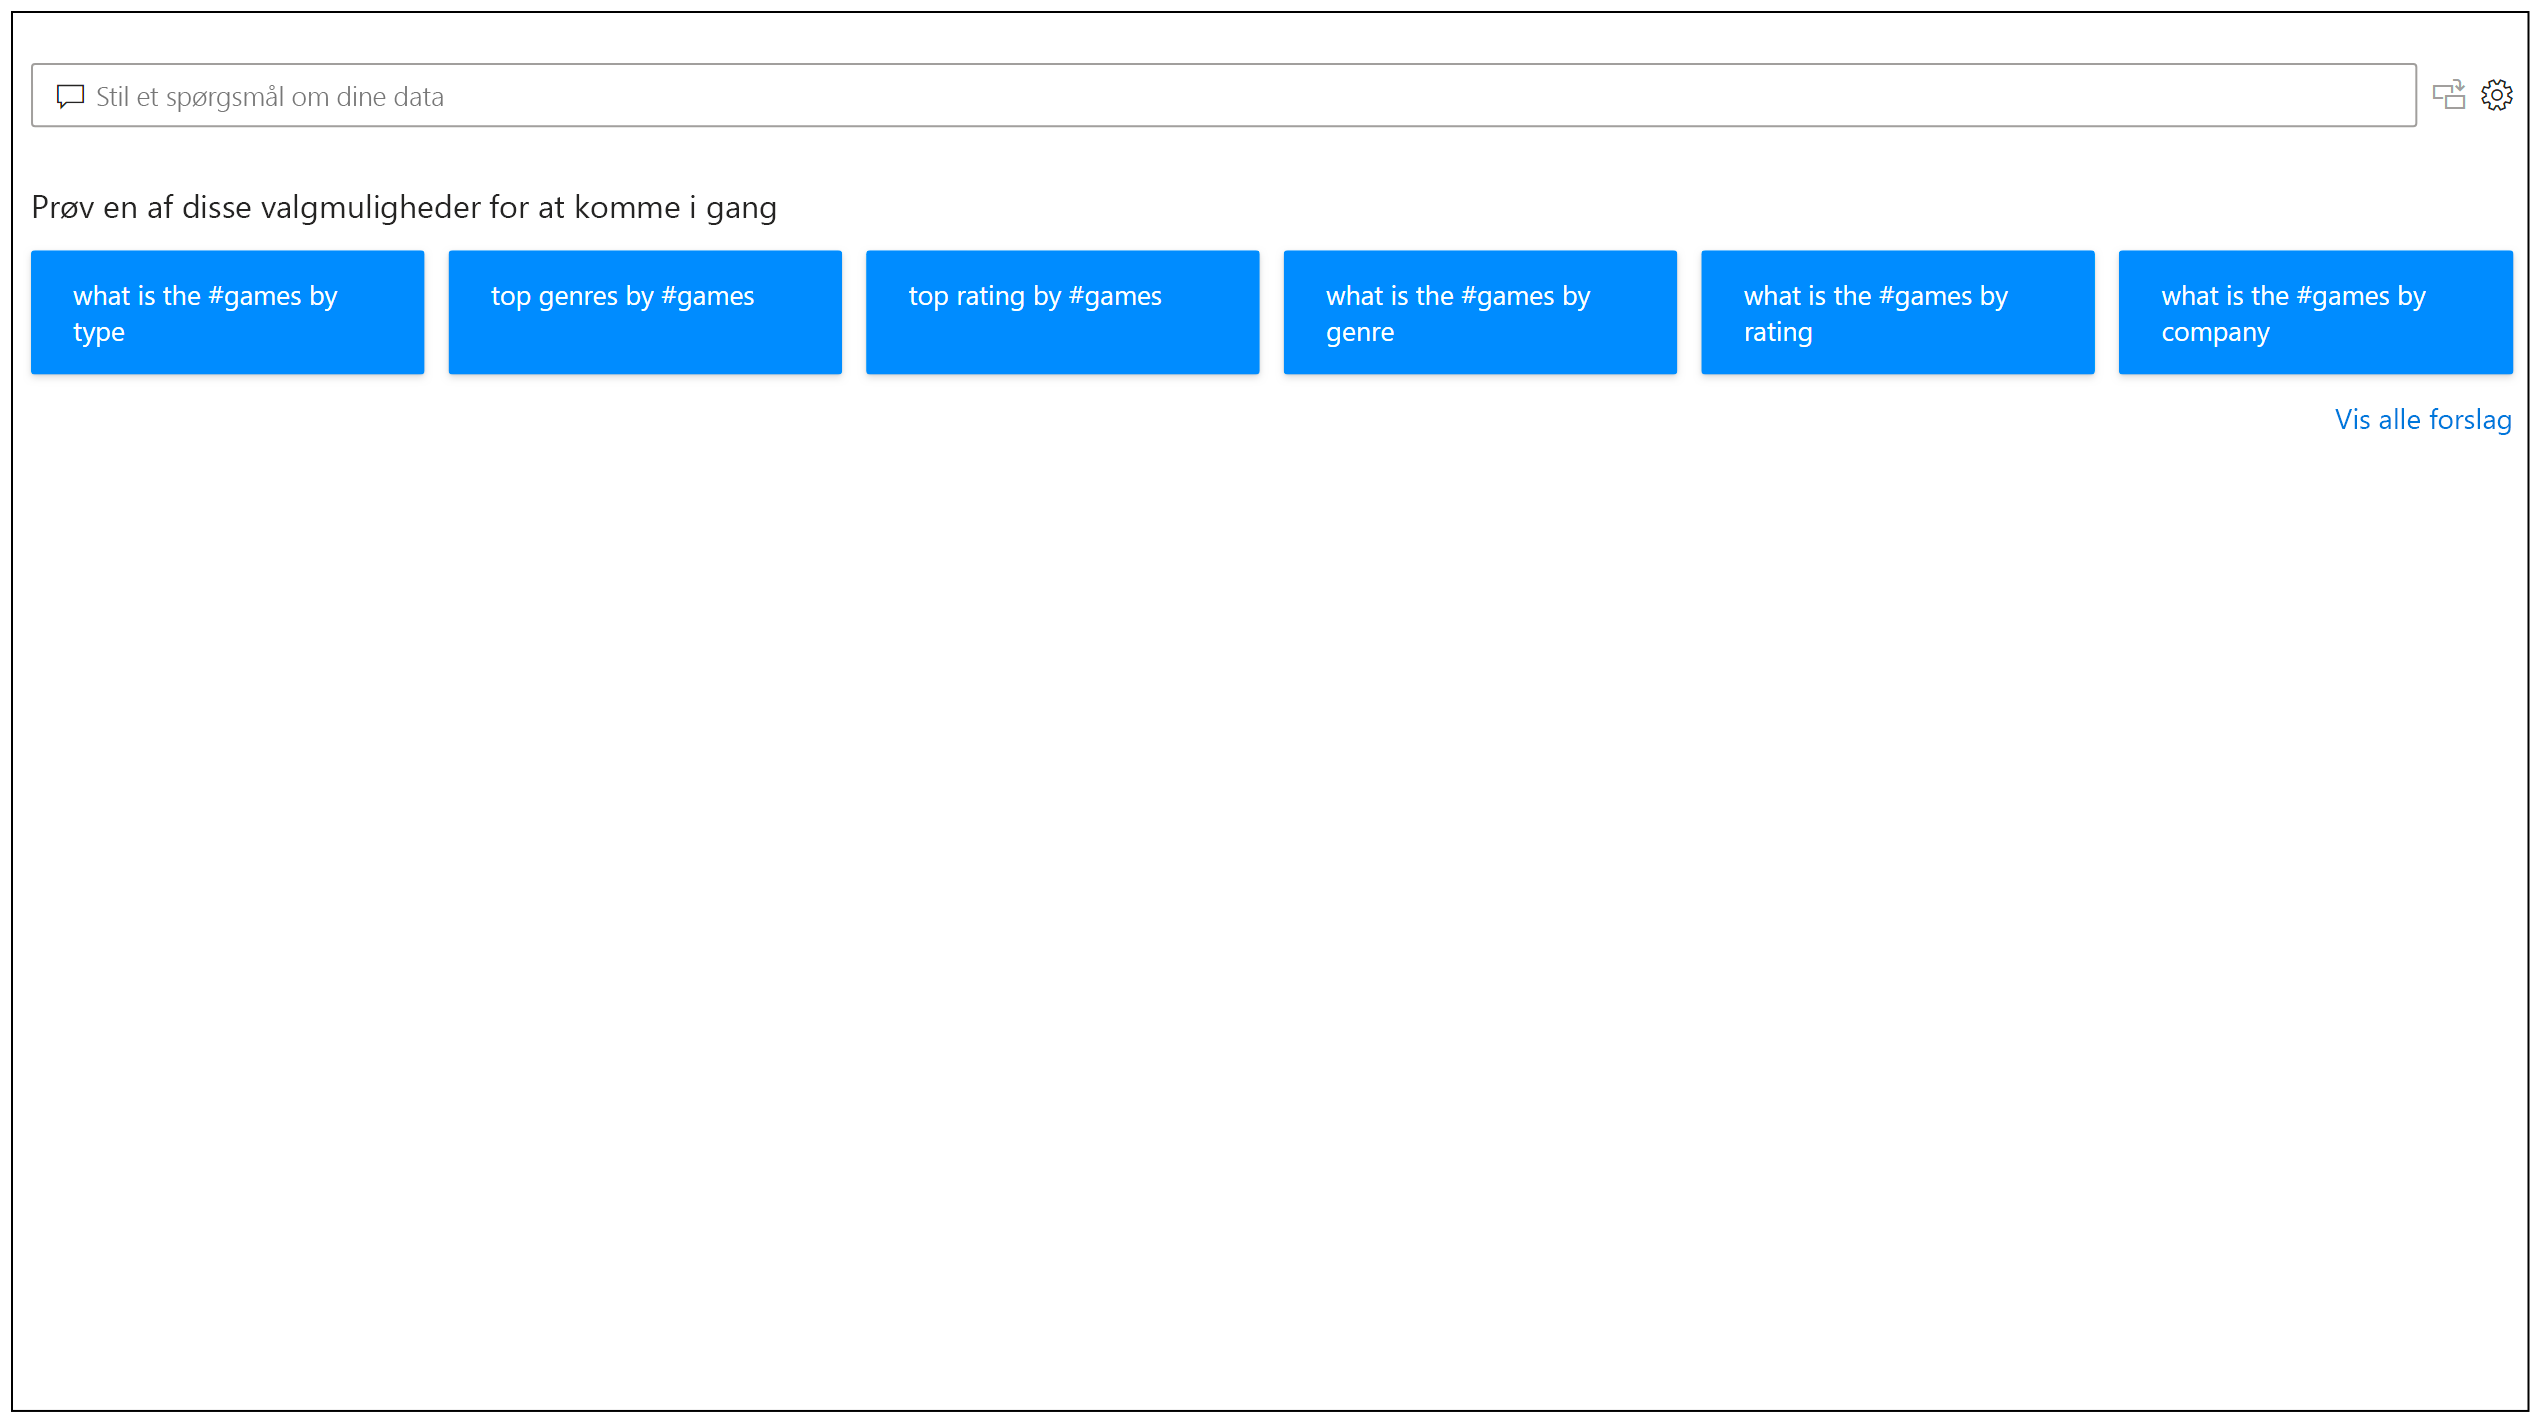 Stil et spørgsmål om dine data
Prøv en af disse valgmuligheder for at komme i gang
what is the #games by
type
top genres by #games
top rating by #games
what is the #games by
genre
what is the #games by
rating
what is the #games by
company
Vis alle forslag